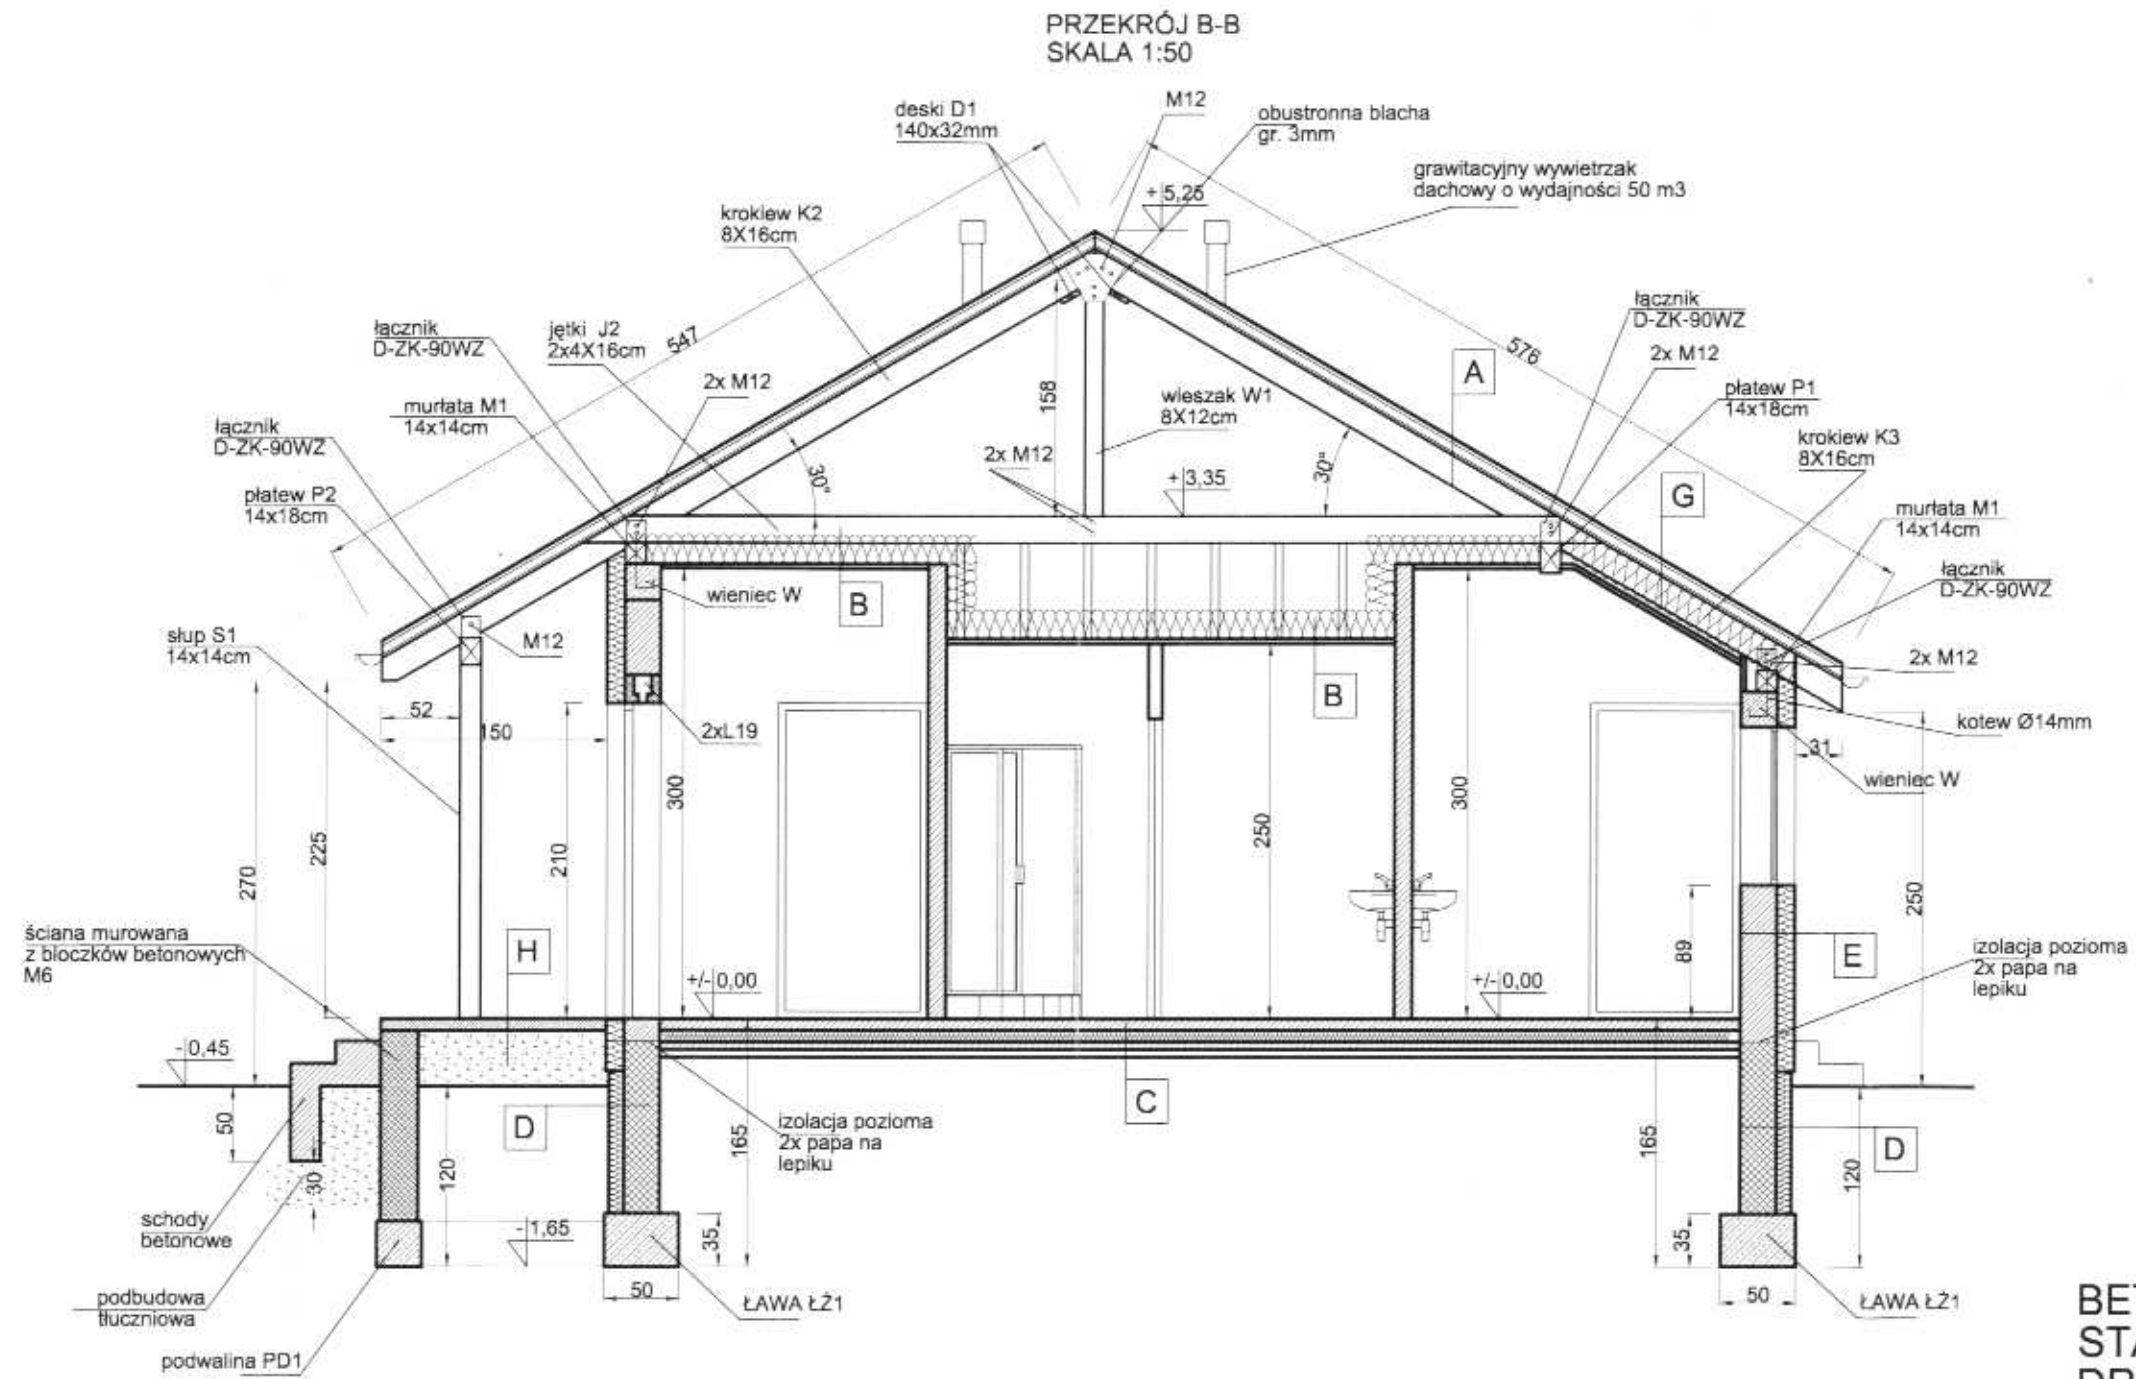 PRZEKRÓJ B-B
SKALA 1:50
deski D1
140x32mm
M12
obustronna blacha
gr. 3mm
grawitacyjny wywietrzak
dachowy o wydajności 50 m3
+5,25
krokiew K2
8X16cm
łącznik
D-ZK-90WZ
jętki J2
2x4X16cm
547
576
łącznik
D-ZK-90WZ
2x M12
2x M12
A
płatew P1
14x18cm
murłata M1
14x14cm
158
wieszak W1
8X12cm
łącznik
D-ZK-90WZ
krokiew K3
8X16cm
2x M12
30°
30°
+3,35
G
płatew P2
14x18cm
murłata M1
14x14cm
łącznik
D-ZK-90WZ
wieniec W
B
słup S1
14x14cm
M12
2x M12
B
52
150
2xL19
kotew Ø14mm
31
wieniec W
300
300
250
210
225
270
250
ściana murowana
z bloczków betonowych
M6
H
89
E
izolacja pozioma
2x papa na
lepiku
+/-0,00
+/-0,00
-0,45
50
D
izolacja pozioma
2x papa na
lepiku
C
165
165
D
30
120
120
schody
betonowe
-1,65
35
35
50
50
podbudowa
tłuczniowa
ŁAWA ŁŻ1
ŁAWA ŁŻ1
podwalina PD1
BE
STA